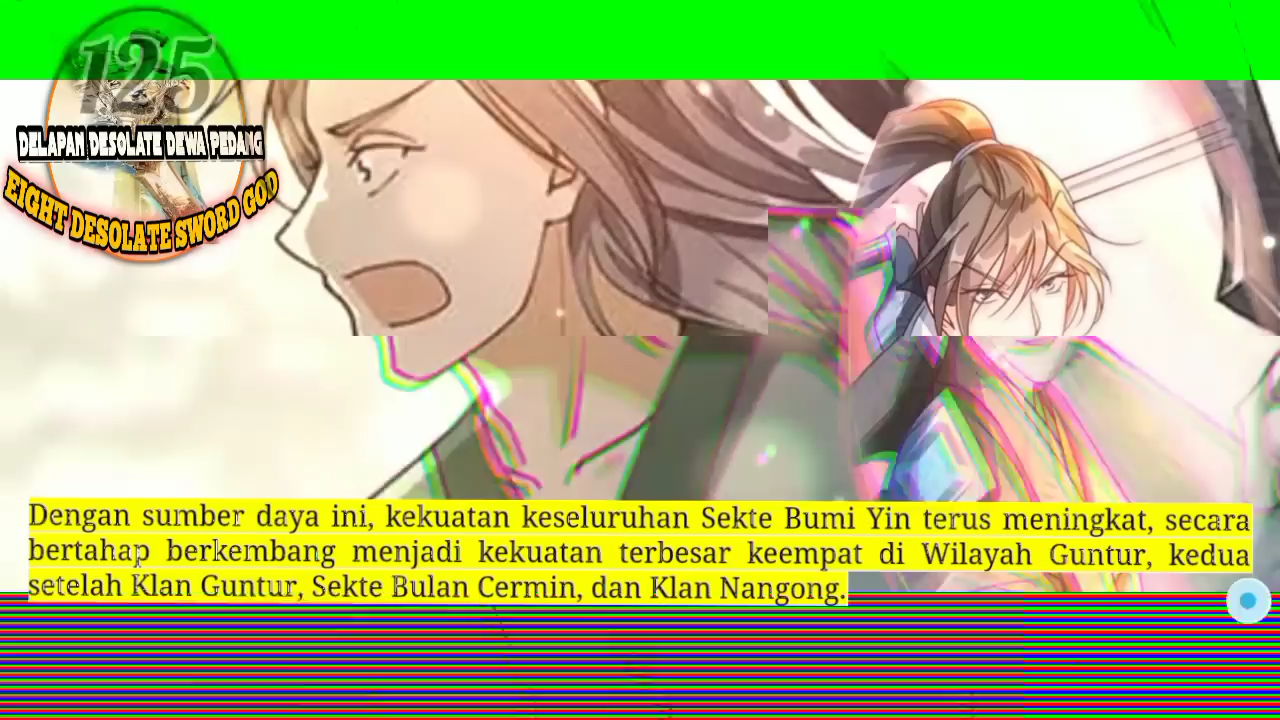 125
DELAPAN DESOLATE DEWA PEDANG
EIGHT DESOLATE SWORD GOD
Dengan sumber daya ini, kekuatan keseluruhan Sekte Bumi Yin terus meningkat, secara
bertahap berkembang menjadi kekuatan terbesar keempat di Wilayah Guntur, kedua
setelah Klan Guntur, Sekte Bulan Cermin, dan Klan Nangong.